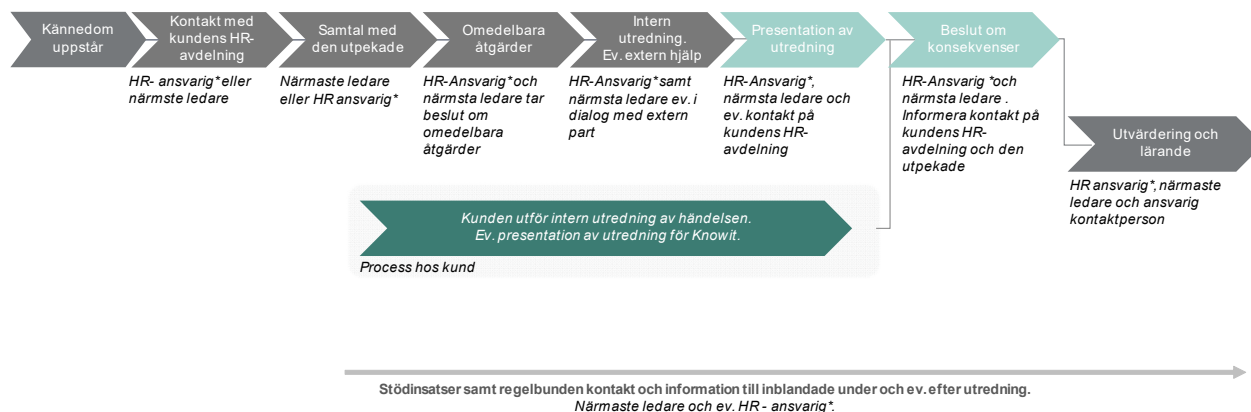 Kännedom
uppstår
Kontakt med
kundens HR-
avdelning
Samtal med
den utpekade
Omedelbara
åtgärder
Intern
utredning.
Ev. extern hjälp
Presentation av
utredning
Beslut om
konsekvenser
HR- ansvarig* eller
närmste ledare
Närmaste ledare
eller HR ansvarig*
HR-Ansvarig* och
närmsta ledare tar
beslut om
omedelbara
åtgärder
HR-Ansvarig* samt
närmsta ledare ev. i
dialog med extern
part
HR-Ansvarig*,
närmsta ledare och
ev. kontakt på
kundens HR-
avdelning
HR-Ansvarig *och
närmsta ledare .
Informera kontakt på
kundens HR-
avdelning och den
utpekade
Utvärdering och
lärande
HR ansvarig*, närmaste
ledare och ansvarig
kontaktperson
Kunden utför intern utredning av händelsen.
Ev. presentation av utredning för Knowit.
Process hos kund
Stödinsatser samt regelbunden kontakt och information till inblandade under och ev. efter utredning.
Närmaste ledare och ev. HR - ansvarig*.